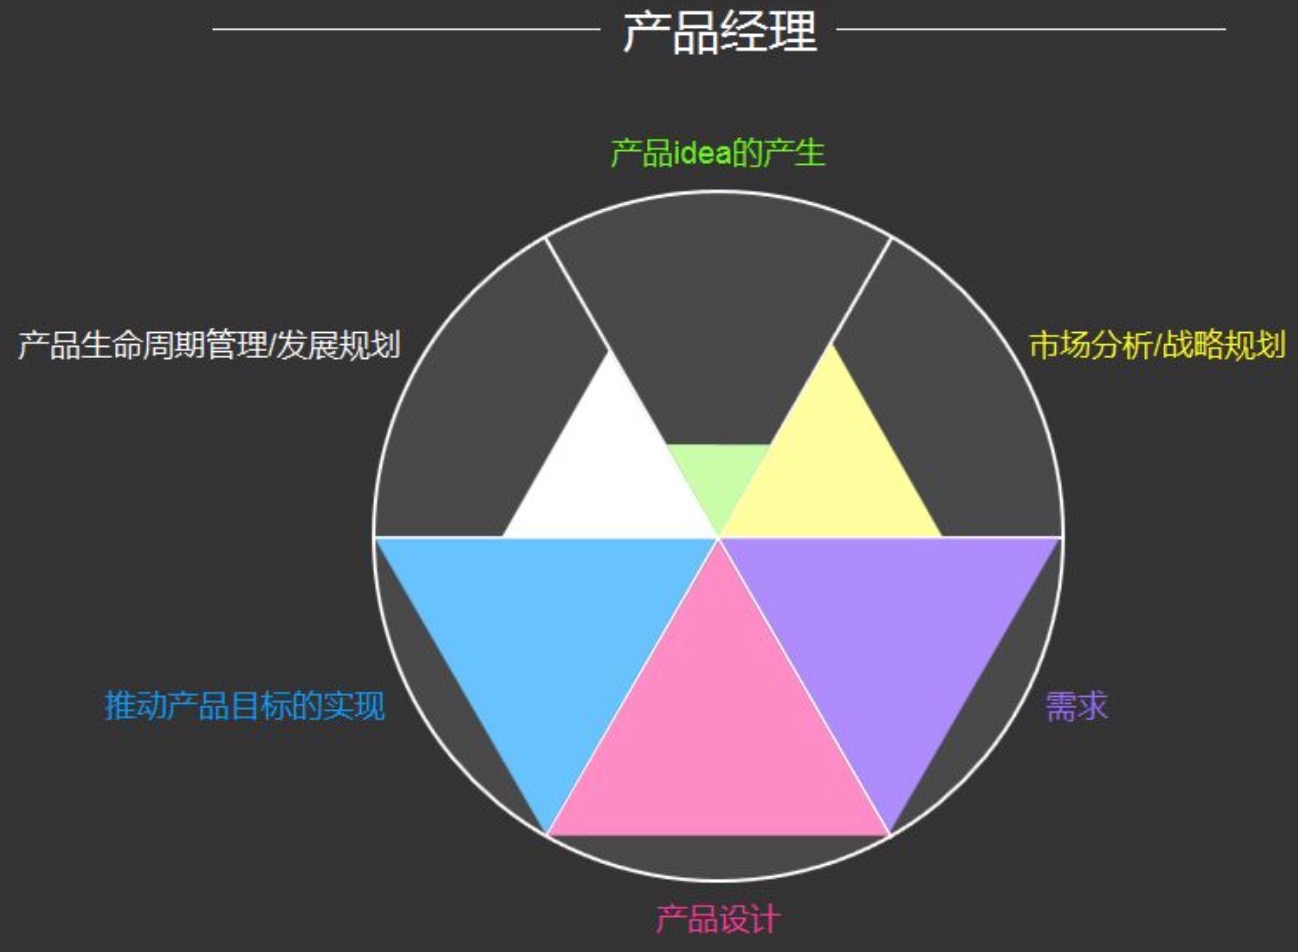 产品经理
产品idea的产生
产品生命周期管理/发展规划
市场分析/战略规划
推动产品目标的实现
需求
产品设计